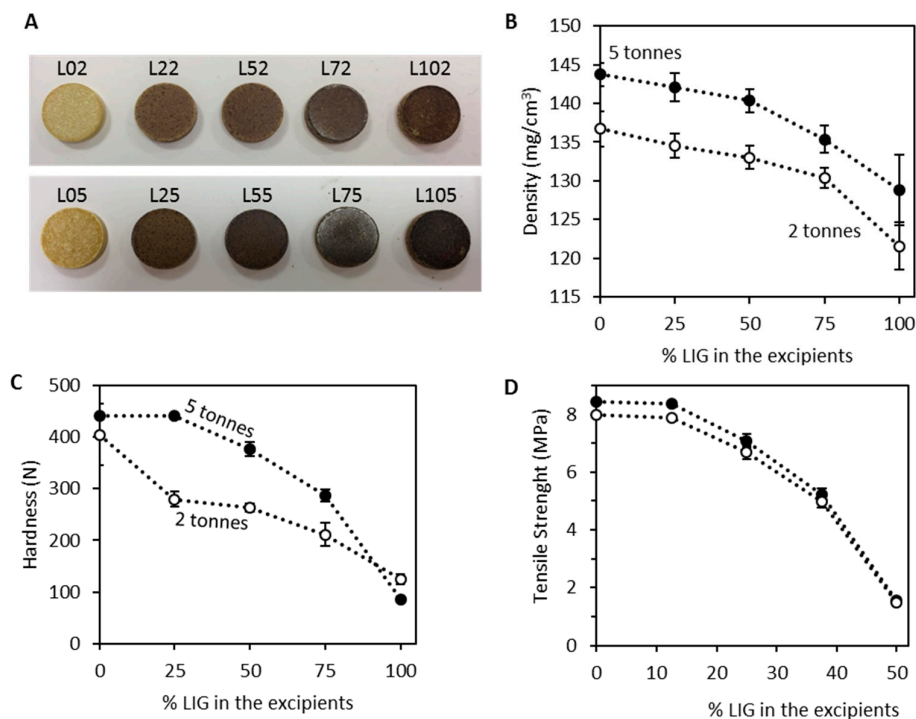 A
L02 L22 L52 L72 L102
L05 L25 L55 L75 L105
B
150
145
140
135
130
125
120
115
Density (mg/cm³)
5 tonnes
2 tonnes
0 25 50 75 100
% LIG in the excipients
C
500
400
300
200
100
0
Hardness (N)
5 tonnes
2 tonnes
0 25 50 75 100
% LIG in the excipients
D
8
6
4
2
0
Tensile Strenght (MPa)
0 10 20 30 40 50
% LIG in the excipients